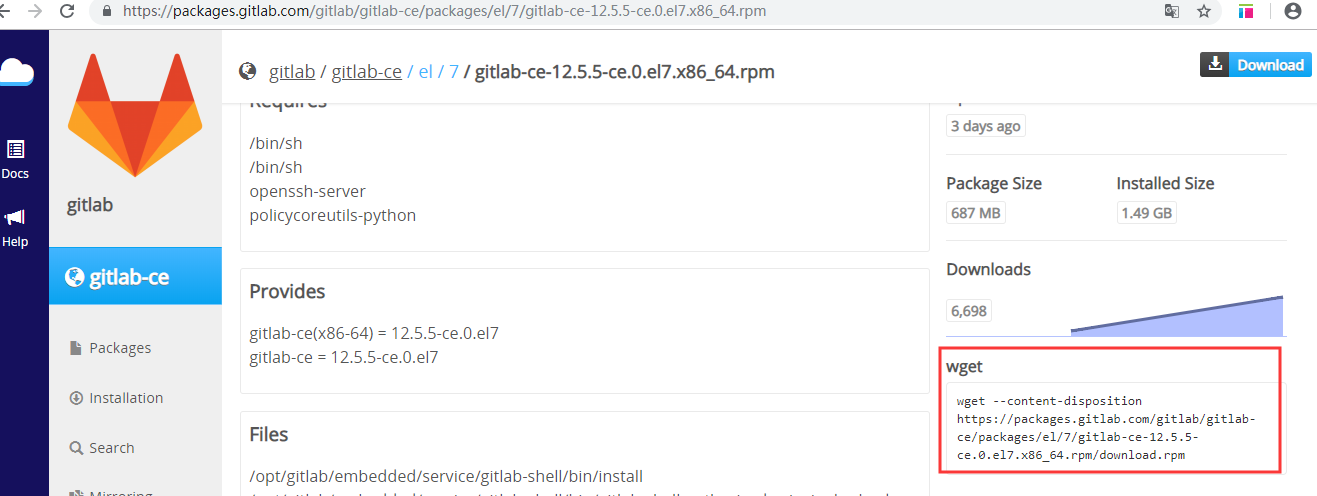 https://packages.gitlab.com/gitlab/gitlab-ce/packages/el/7/gitlab-ce-12.5.5-ce.0.el7.x86_64.rpm
gitlab / gitlab-ce / el / 7 / gitlab-ce-12.5.5-ce.0.el7.x86_64.rpm
Download
Docs
Help
gitlab
gitlab-ce
Packages
Installation
Search
Mirroring
Requires
/bin/sh
/bin/sh
openssh-server
policycoreutils-python
Provides
gitlab-ce(x86-64) = 12.5.5-ce.0.el7
gitlab-ce = 12.5.5-ce.0.el7
Files
/opt/gitlab/embedded/service/gitlab-shell/bin/install
3 days ago
Package Size
Installed Size
687 MB
1.49 GB
Downloads
6,698
wget
wget --content-disposition
https://packages.gitlab.com/gitlab/gitlab-
ce/packages/el/7/gitlab-ce-12.5.5-
ce.0.el7.x86_64.rpm/download.rpm